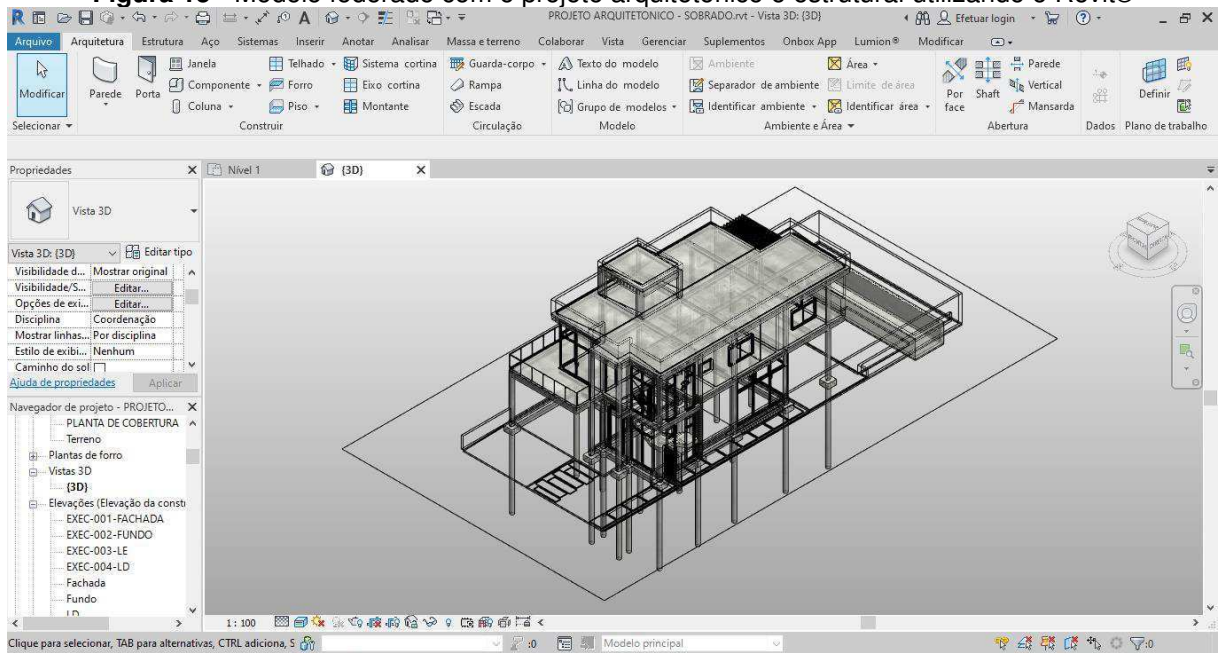 Figura 16 - Modelo federado com o projeto arquitetônico e estrutural utilizando o Revit®
PROJETO ARQUITETONICO - SOBRADO.rvt - Vista 3D: {3D}
Efetuar login
Arquivo Arquitetura Estrutura Aço Sistemas Inserir Anotar Analisar Massa e terreno Colaborar Vista Gerenciar Suplementos Onbox App Lumion® Modificar
Janela Telhado Sistema cortina Guarda-corpo Texto do modelo Ambiente Área Parede
Componente Forro Eixo cortina Rampa Linha do modelo Separador de ambiente Limite de área Vertical
Modificar Parede Porta Coluna Piso Montante Escada Grupo de modelos Identificar ambiente Identificar área Por face Shaft Mansarda Definir
Selecionar Construir Circulação Modelo Ambiente e Área Abertura Dados Plano de trabalho
Propriedades
Nível 1 {3D}
Vista 3D
Vista 3D: {3D} Editar tipo
Visibilidade d... Mostrar original
Visibilidade/S... Editar...
Opções de exi... Editar...
Disciplina Coordenação
Mostrar linhas... Por disciplina
Estilo de exibi... Nenhum
Caminho do sol
Ajuda de propriedades Aplicar
Navegador de projeto - PROJETO...
PLANTA DE COBERTURA
Terreno
Plantas de forro
Vistas 3D
{3D}
Elevações (Elevação da constr
EXEC-001-FACHADA
EXEC-002-FUNDO
EXEC-003-LE
EXEC-004-LD
Fachada
Fundo
LD
1 : 100
Clique para selecionar, TAB para alternativas, CTRL adiciona, S :0 Modelo principal :0